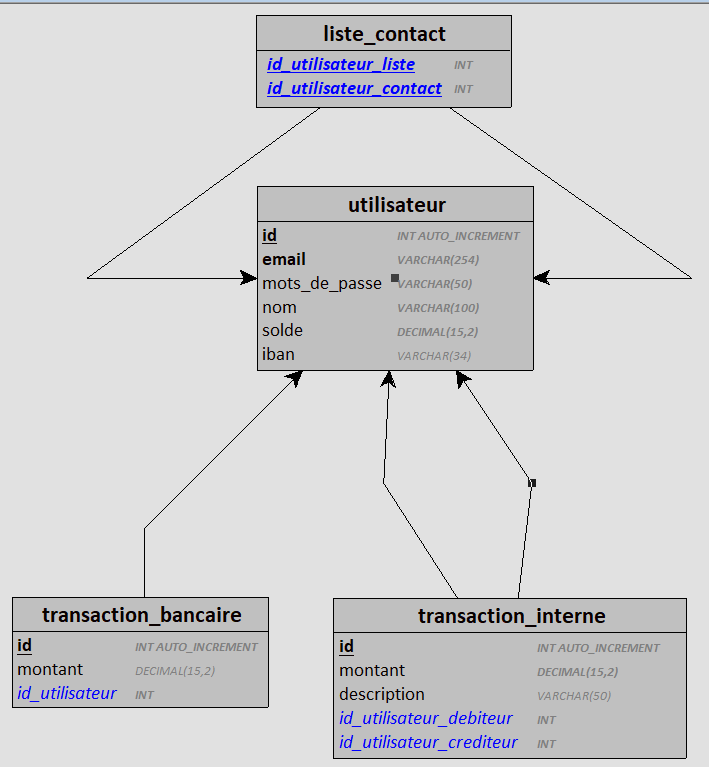 liste_contact
id_utilisateur_liste INT
id_utilisateur_contact INT
utilisateur
id INT AUTO_INCREMENT
email VARCHAR(254)
mots_de_passe VARCHAR(50)
nom VARCHAR(100)
solde DECIMAL(15,2)
iban VARCHAR(34)
transaction_bancaire
id INT AUTO_INCREMENT
montant DECIMAL(15,2)
id_utilisateur INT
transaction_interne
id INT AUTO_INCREMENT
montant DECIMAL(15,2)
description VARCHAR(50)
id_utilisateur_debiteur INT
id_utilisateur_crediteur INT